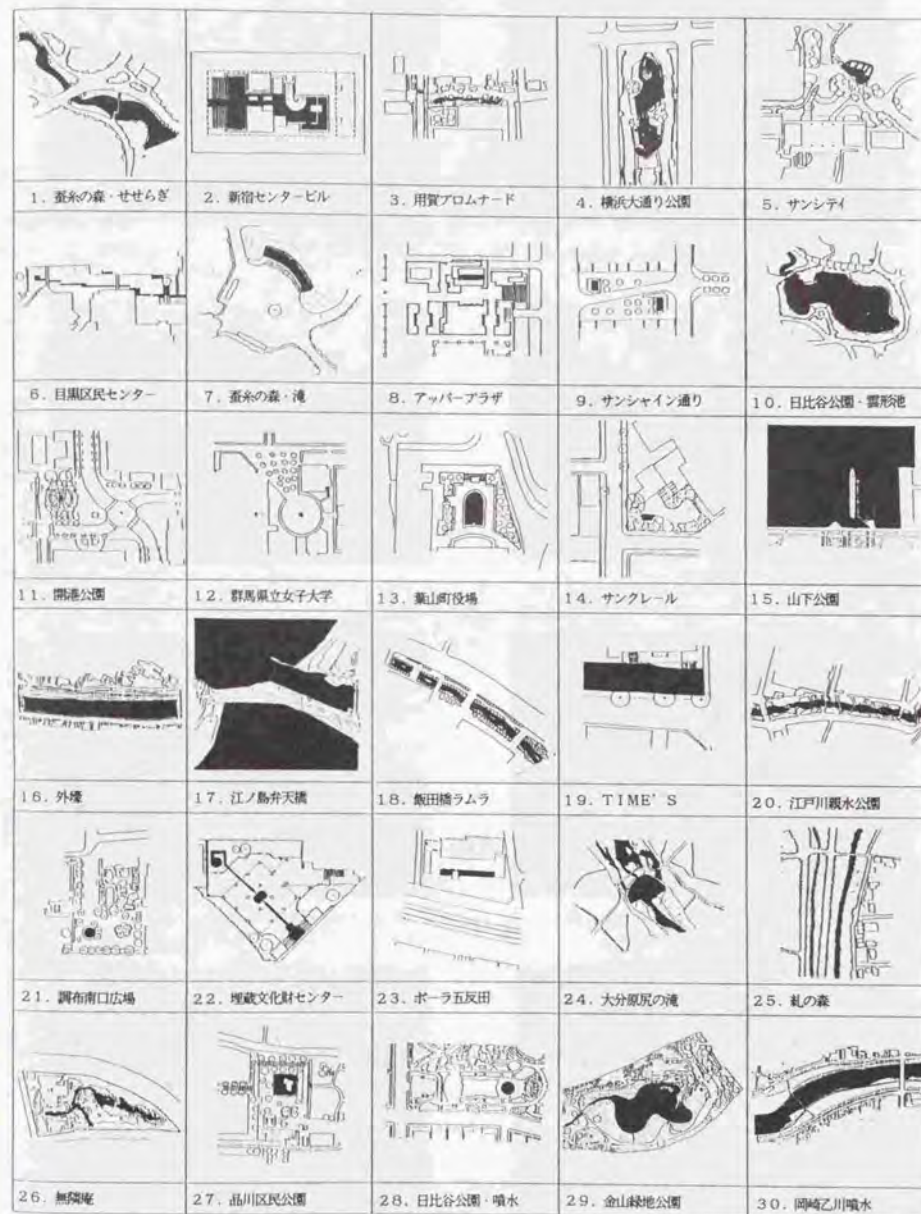 1. 蚕糸の森・せせらぎ
2. 新宿センタービル
3. 用賀プロムナード
4. 横浜大通り公園
5. サンシティ
6. 目黒区民センター
7. 蚕糸の森・滝
8. アッパープラザ
9. サンシャイン通り
10. 日比谷公園・雲形池
11. 開港公園
12. 群馬県立女子大学
13. 葉山町役場
14. サンクレール
15. 山下公園
16. 外壕
17. 江ノ島弁天橋
18. 飯田橋ラムラ
19. TIME'S
20. 江戸川親水公園
21. 調布南口広場
22. 埋蔵文化財センター
23. ポーラ五反田
24. 大分原尻の滝
25. 糺の森
26. 無隣庵
27. 品川区民公園
28. 日比谷公園・噴水
29. 金山緑地公園
30. 岡崎乙川噴水